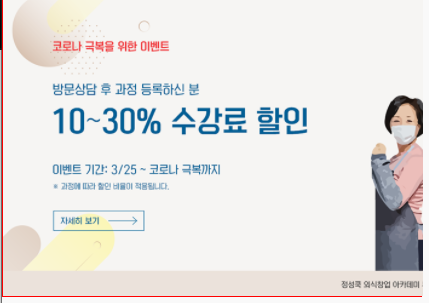 코로나 극복을 위한 이벤트
방문상담 후 과정 등록하신 분
10~30% 수강료 할인
이벤트 기간: 3/25 ~ 코로나 극복까지
※ 과정에 따라 할인 비율이 적용됩니다.
자세히 보기
정성쿡 외식창업 아카데미